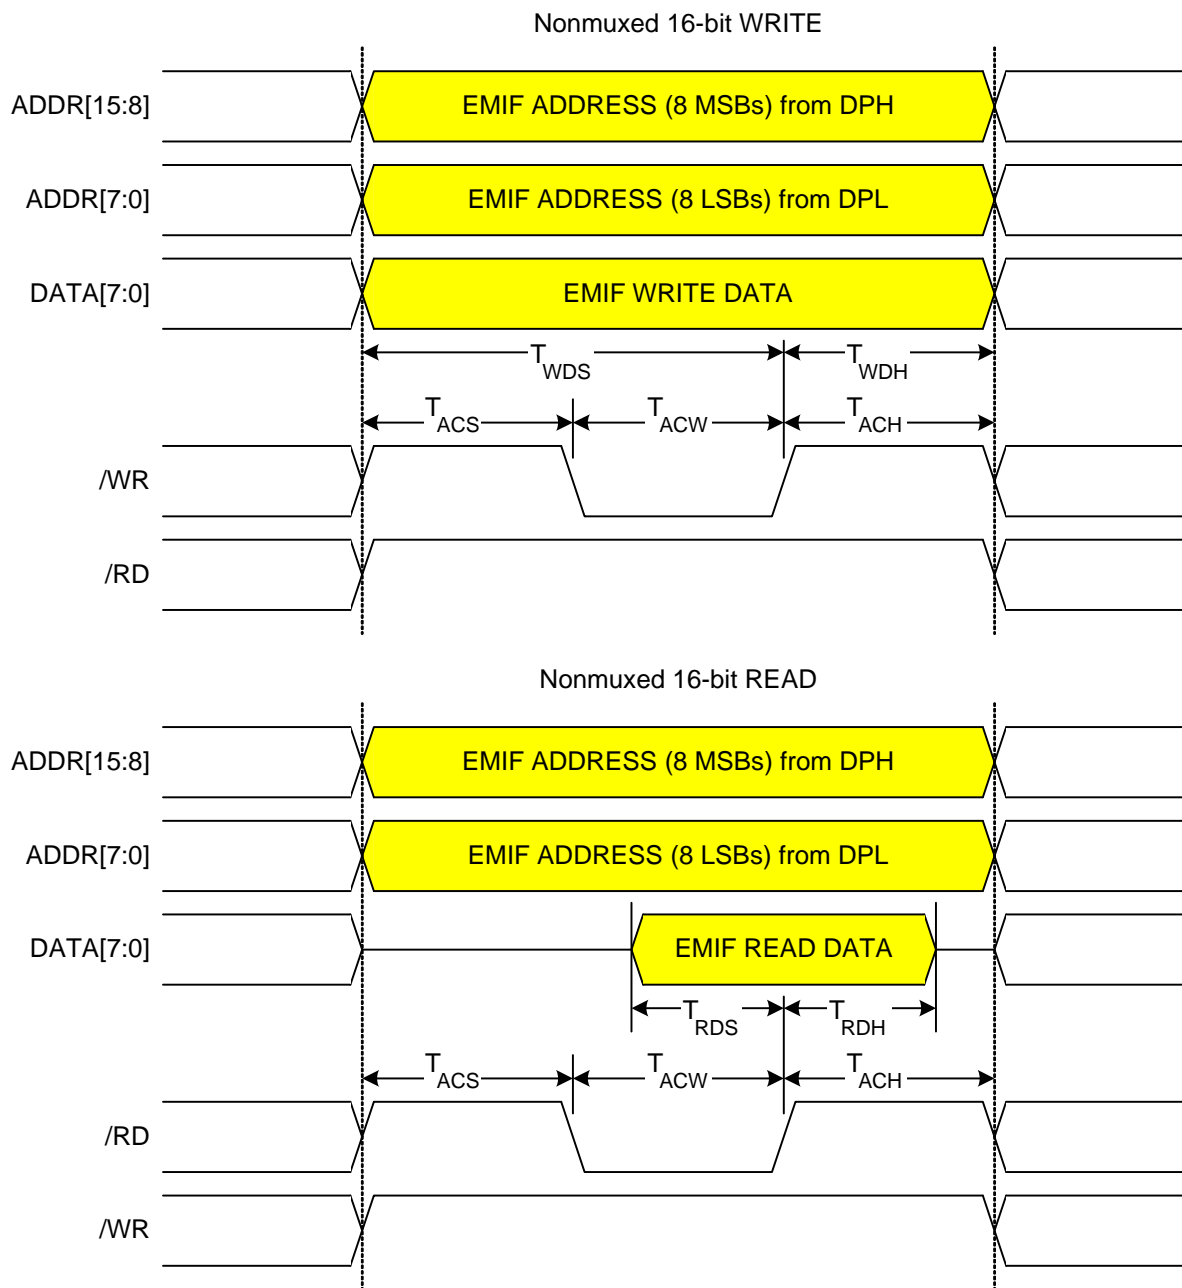 Nonmuxed 16-bit WRITE
ADDR[15:8]
EMIF ADDRESS (8 MSBs) from DPH
ADDR[7:0]
EMIF ADDRESS (8 LSBs) from DPL
DATA[7:0]
EMIF WRITE DATA
TWDS TWDH
TACS TACW TACH
/WR
/RD
Nonmuxed 16-bit READ
ADDR[15:8]
EMIF ADDRESS (8 MSBs) from DPH
ADDR[7:0]
EMIF ADDRESS (8 LSBs) from DPL
DATA[7:0]
EMIF READ DATA
TRDS TRDH
TACS TACW TACH
/RD
/WR